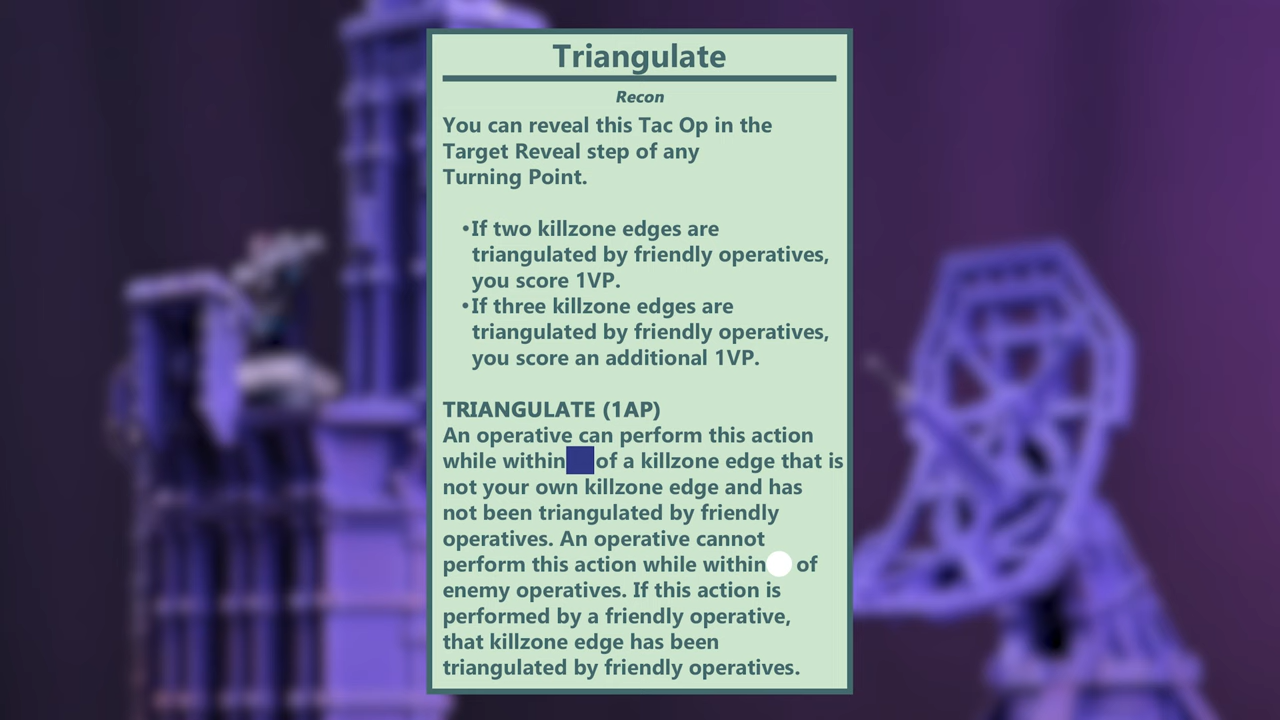 Triangulate
Recon
You can reveal this Tac Op in the
Target Reveal step of any
Turning Point.
•If two killzone edges are
triangulated by friendly operatives,
you score 1VP.
•If three killzone edges are
triangulated by friendly operatives,
you score an additional 1VP.
TRIANGULATE (1AP)
An operative can perform this action
while within of a killzone edge that is
not your own killzone edge and has
not been triangulated by friendly
operatives. An operative cannot
perform this action while within of
enemy operatives. If this action is
performed by a friendly operative,
that killzone edge has been
triangulated by friendly operatives.